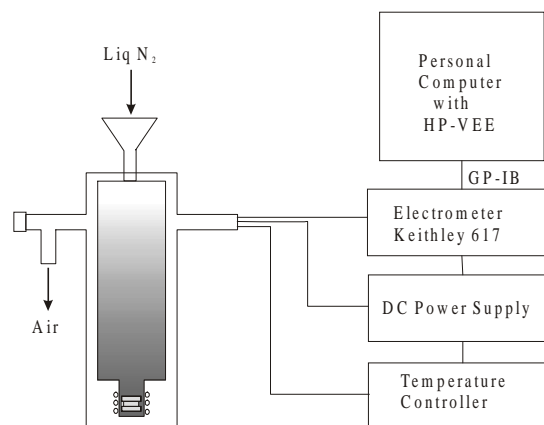 Liq N₂
Personal
Computer
with
HP-VEE
GP-IB
Electrometer
Keithley 617
Air
DC Power Supply
Temperature
Controller